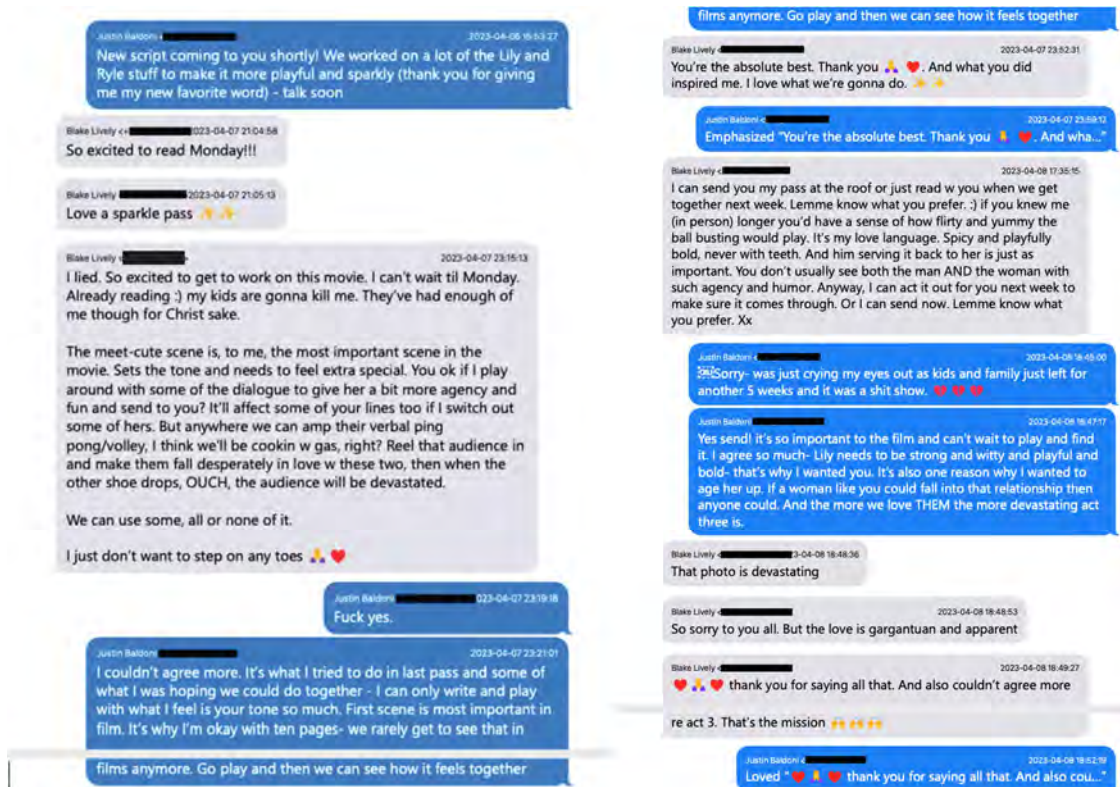 Justin Baldoni < 2023-04-06 16:53:27
New script coming to you shortly! We worked on a lot of the Lily and
Ryle stuff to make it more playful and sparkly (thank you for giving
me my new favorite word) - talk soon
Blake Lively < 2023-04-07 21:04:58
So excited to read Monday!!!
Blake Lively 2023-04-07 21:05:13
Love a sparkle pass ✨ ✨
Blake Lively < 2023-04-07 23:15:13
I lied. So excited to get to work on this movie. I can't wait til Monday.
Already reading :) my kids are gonna kill me. They've had enough of
me though for Christ sake.
The meet-cute scene is, to me, the most important scene in the
movie. Sets the tone and needs to feel extra special. You ok if I play
around with some of the dialogue to give her a bit more agency and
fun and send to you? It'll affect some of your lines too if I switch out
some of hers. But anywhere we can amp their verbal ping
pong/volley, I think we'll be cookin w gas, right? Reel that audience in
and make them fall desperately in love w these two, then when the
other shoe drops, OUCH, the audience will be devastated.
We can use some, all or none of it.
I just don't want to step on any toes 🙏 ❤️
Justin Baldoni 023-04-07 23:19:18
Fuck yes.
Justin Baldoni < 2023-04-07 23:21:01
I couldn't agree more. It's what I tried to do in last pass and some of
what I was hoping we could do together - I can only write and play
with what I feel is your tone so much. First scene is most important in
film. It's why I'm okay with ten pages- we rarely get to see that in
films anymore. Go play and then we can see how it feels together
films anymore. Go play and then we can see how it feels together
Blake Lively < 2023-04-07 23:52:31
You're the absolute best. Thank you 🙏 ❤️. And what you did
inspired me. I love what we're gonna do. ✨ ✨
Justin Baldoni < 2023-04-07 23:59:12
Emphasized "You're the absolute best. Thank you 🙏 ❤️. And wha..."
Blake Lively < 2023-04-08 17:35:15
I can send you my pass at the roof or just read w you when we get
together next week. Lemme know what you prefer. :) if you knew me
(in person) longer you'd have a sense of how flirty and yummy the
ball busting would play. It's my love language. Spicy and playfully
bold, never with teeth. And him serving it back to her is just as
important. You don't usually see both the man AND the woman with
such agency and humor. Anyway, I can act it out for you next week to
make sure it comes through. Or I can send now. Lemme know what
you prefer. Xx
Justin Baldoni < 2023-04-08 18:45:00
Sorry- was just crying my eyes out as kids and family just left for
another 5 weeks and it was a shit show. ❤️ ❤️ ❤️
Justin Baldoni < 2023-04-08 18:47:17
Yes send! it's so important to the film and can't wait to play and find
it. I agree so much- Lily needs to be strong and witty and playful and
bold- that's why I wanted you. It's also one reason why I wanted to
age her up. If a woman like you could fall into that relationship then
anyone could. And the more we love THEM the more devastating act
three is.
Blake Lively < 3-04-08 18:48:36
That photo is devastating
Blake Lively < 2023-04-08 18:48:53
So sorry to you all. But the love is gargantuan and apparent
Blake Lively < 2023-04-08 18:49:27
❤️ 🙏 ❤️ thank you for saying all that. And also couldn't agree more
re act 3. That's the mission 🙌 🙌 🙌
Justin Baldoni < 2023-04-08 18:52:19
Loved "❤️ 🙏 ❤️ thank you for saying all that. And also cou..."